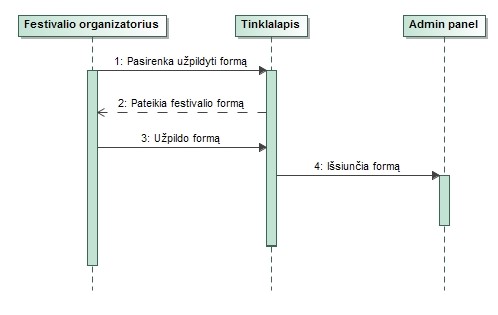 Festivalio organizatorius
Tinklalapis
Admin panel
1: Pasirenka užpildyti formą
2: Pateikia festivalio formą
3: Užpildo formą
4: Išsiunčia formą